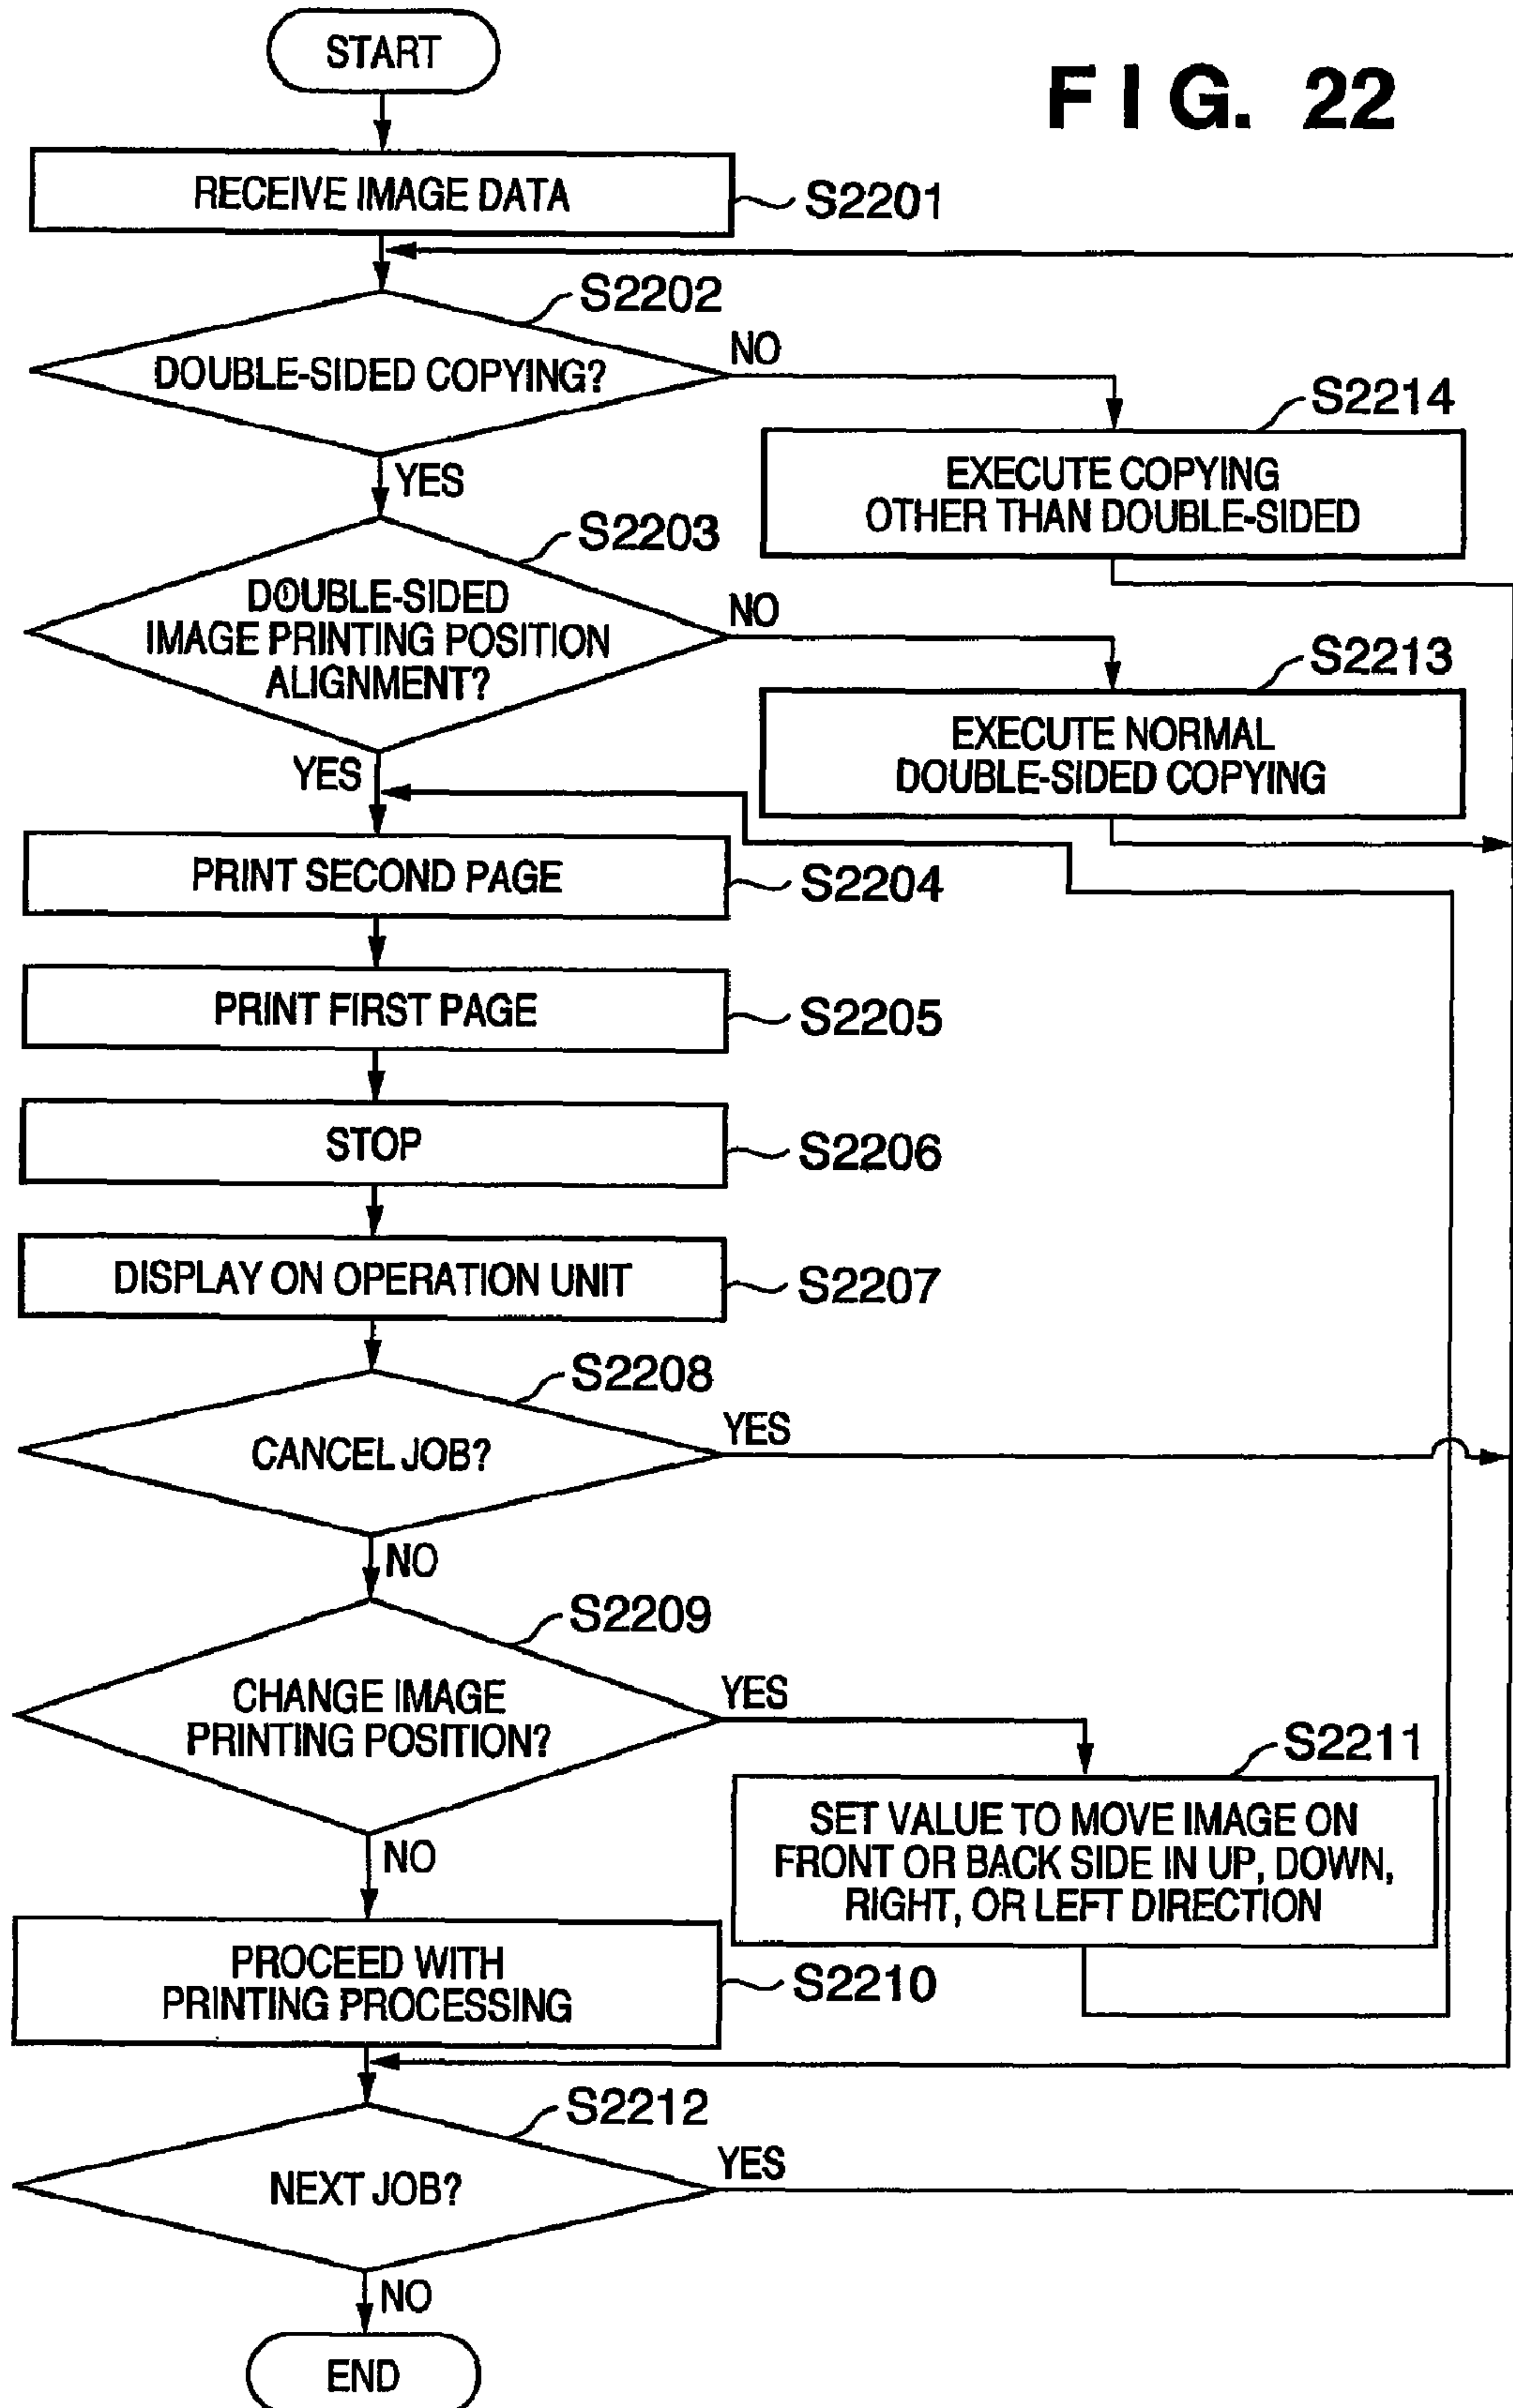 START
FIG. 22
RECEIVE IMAGE DATA
S2201
S2202
DOUBLE-SIDED COPYING?
NO
YES
S2214
EXECUTE COPYING
OTHER THAN DOUBLE-SIDED
S2203
DOUBLE-SIDED
IMAGE PRINTING POSITION
ALIGNMENT?
NO
YES
S2213
EXECUTE NORMAL
DOUBLE-SIDED COPYING
PRINT SECOND PAGE
S2204
PRINT FIRST PAGE
S2205
STOP
S2206
DISPLAY ON OPERATION UNIT
S2207
S2208
CANCEL JOB?
YES
NO
S2209
CHANGE IMAGE
PRINTING POSITION?
YES
NO
S2211
SET VALUE TO MOVE IMAGE ON
FRONT OR BACK SIDE IN UP, DOWN,
RIGHT, OR LEFT DIRECTION
PROCEED WITH
PRINTING PROCESSING
S2210
S2212
NEXT JOB?
YES
NO
END